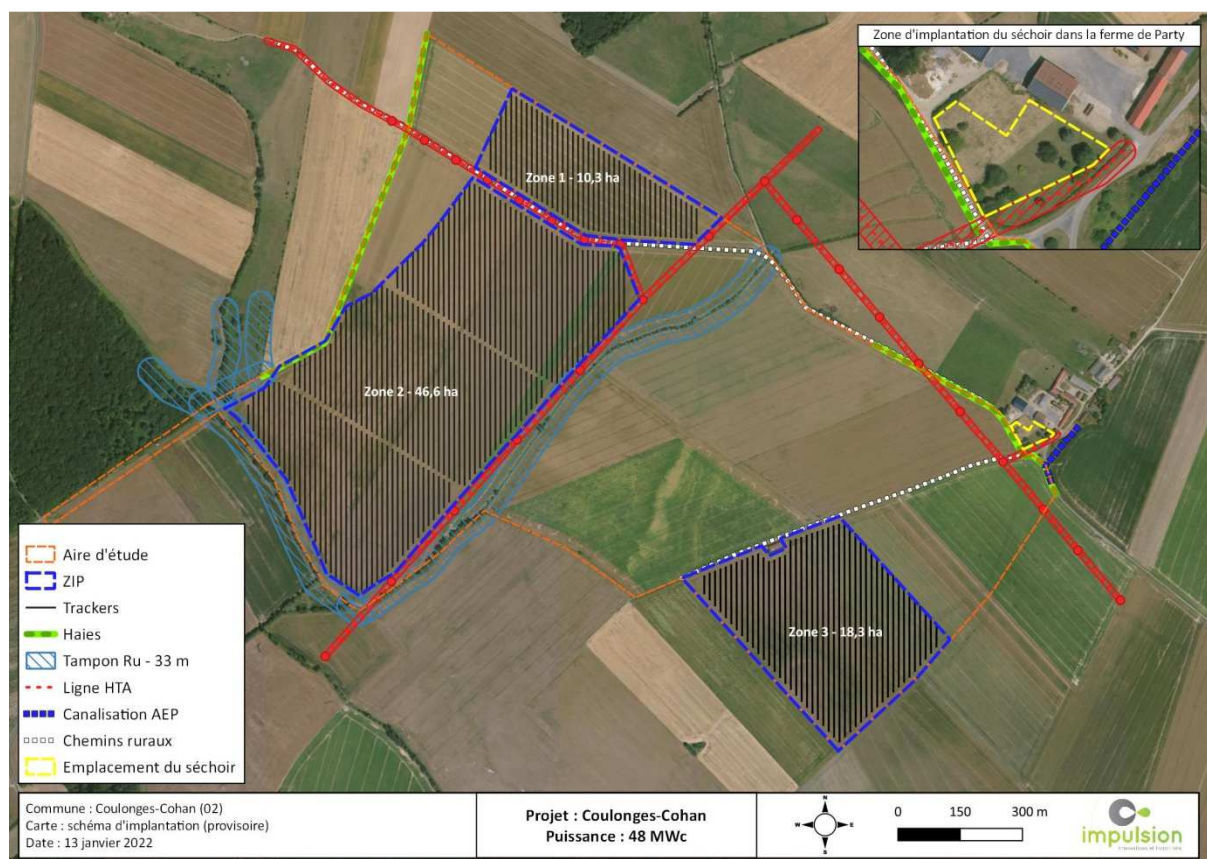 Zone d'implantation du séchoir dans la ferme de Party
Zone 1 - 10,3 ha
Zone 2 - 46,6 ha
Zone 3 - 18,3 ha
Aire d'étude
ZIP
Trackers
Haies
Tampon Ru - 33 m
Ligne HTA
Canalisation AEP
Chemins ruraux
Emplacement du séchoir
Commune : Coulonges-Cohan (02)
Carte : schéma d'implantation (provisoire)
Date : 13 janvier 2022
Projet : Coulonges-Cohan
Puissance : 48 MWc
N
W
E
S
0 150 300 m
impulsion